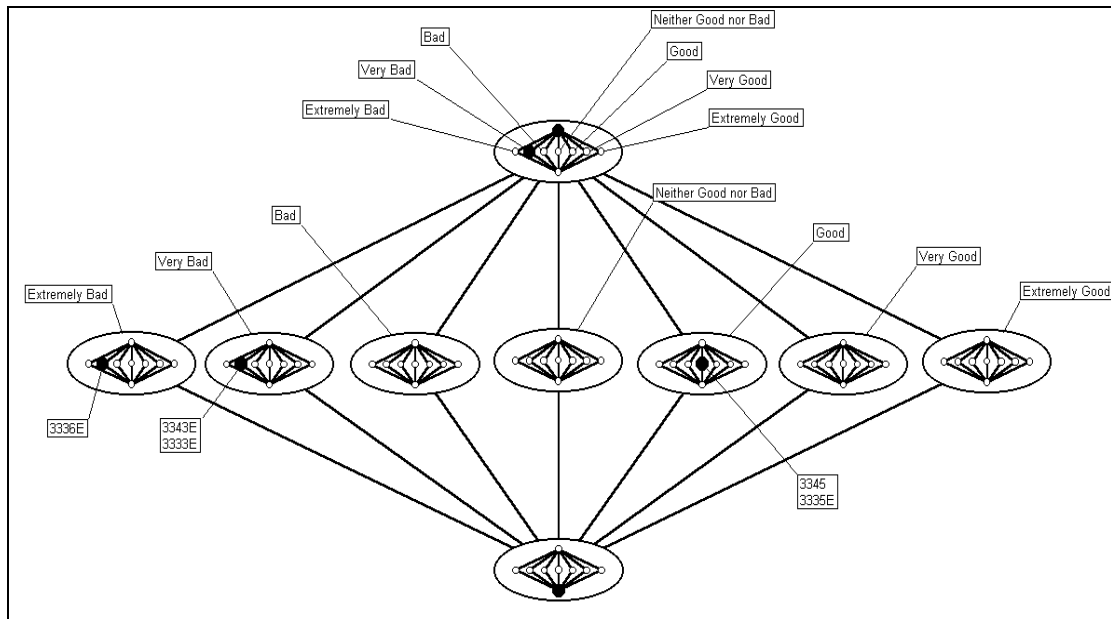 Neither Good nor Bad
Bad
Good
Very Bad
Very Good
Extremely Bad
Extremely Good
Neither Good nor Bad
Bad
Good
Very Bad
Very Good
Extremely Bad
Extremely Good
3336E
3343E
3333E
3345
3335E